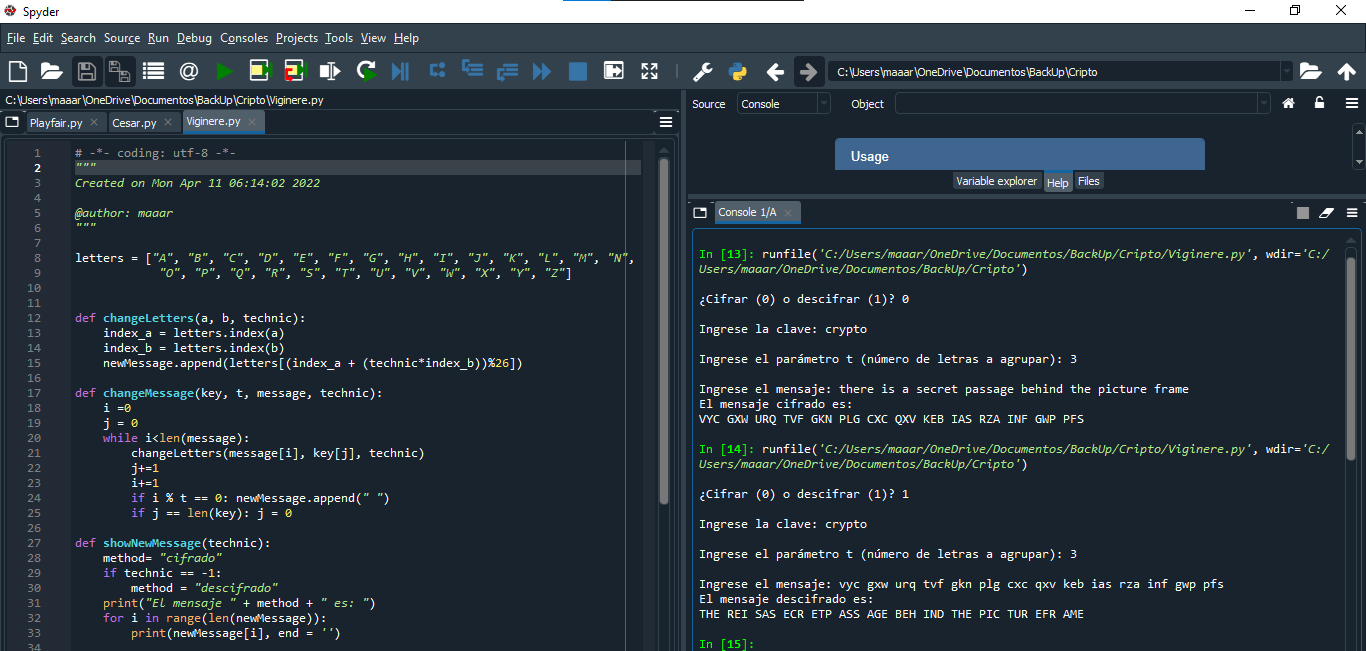 Spyder
File Edit Search Source Run Debug Consoles Projects Tools View Help
C:\Users\maaar\OneDrive\Documentos\BackUp\Cripto
C:\Users\maaar\OneDrive\Documentos\BackUp\Cripto\Viginere.py
Playfair.py Cesar.py Viginere.py
1 # -*- coding: utf-8 -*-
2 """
3 Created on Mon Apr 11 06:14:02 2022
4
5 @author: maaar
6 """
7
8 letters = ["A", "B", "C", "D", "E", "F", "G", "H", "I", "J", "K", "L", "M", "N",
9 "O", "P", "Q", "R", "S", "T", "U", "V", "W", "X", "Y", "Z"]
10
11
12 def changeLetters(a, b, technic):
13 index_a = letters.index(a)
14 index_b = letters.index(b)
15 newMessage.append(letters[(index_a + (technic*index_b))%26])
16
17 def changeMessage(key, t, message, technic):
18 i =0
19 j = 0
20 while i<len(message):
21 changeLetters(message[i], key[j], technic)
22 j+=1
23 i+=1
24 if i % t == 0: newMessage.append(" ")
25 if j == len(key): j = 0
26
27 def showNewMessage(technic):
28 method= "cifrado"
29 if technic == -1:
30 method = "descifrado"
31 print("El mensaje " + method + " es: ")
32 for i in range(len(newMessage)):
33 print(newMessage[i], end = '')
34
Source Console Object
Usage
Variable explorer Help Files
Console 1/A
In [13]: runfile('C:/Users/maaar/OneDrive/Documentos/BackUp/Cripto/Viginere.py', wdir='C:/
Users/maaar/OneDrive/Documentos/BackUp/Cripto')
¿Cifrar (0) o descifrar (1)? 0
Ingrese la clave: crypto
Ingrese el parámetro t (número de letras a agrupar): 3
Ingrese el mensaje: there is a secret passage behind the picture frame
El mensaje cifrado es:
VYC GXW URQ TVF GKN PLG CXC QXV KEB IAS RZA INF GWP PFS
In [14]: runfile('C:/Users/maaar/OneDrive/Documentos/BackUp/Cripto/Viginere.py', wdir='C:/
Users/maaar/OneDrive/Documentos/BackUp/Cripto')
¿Cifrar (0) o descifrar (1)? 1
Ingrese la clave: crypto
Ingrese el parámetro t (número de letras a agrupar): 3
Ingrese el mensaje: vyc gxw urq tvf gkn plg cxc qxv keb ias rza inf gwp pfs
El mensaje descifrado es:
THE REI SAS ECR ETP ASS AGE BEH IND THE PIC TUR EFR AME
In [15]: